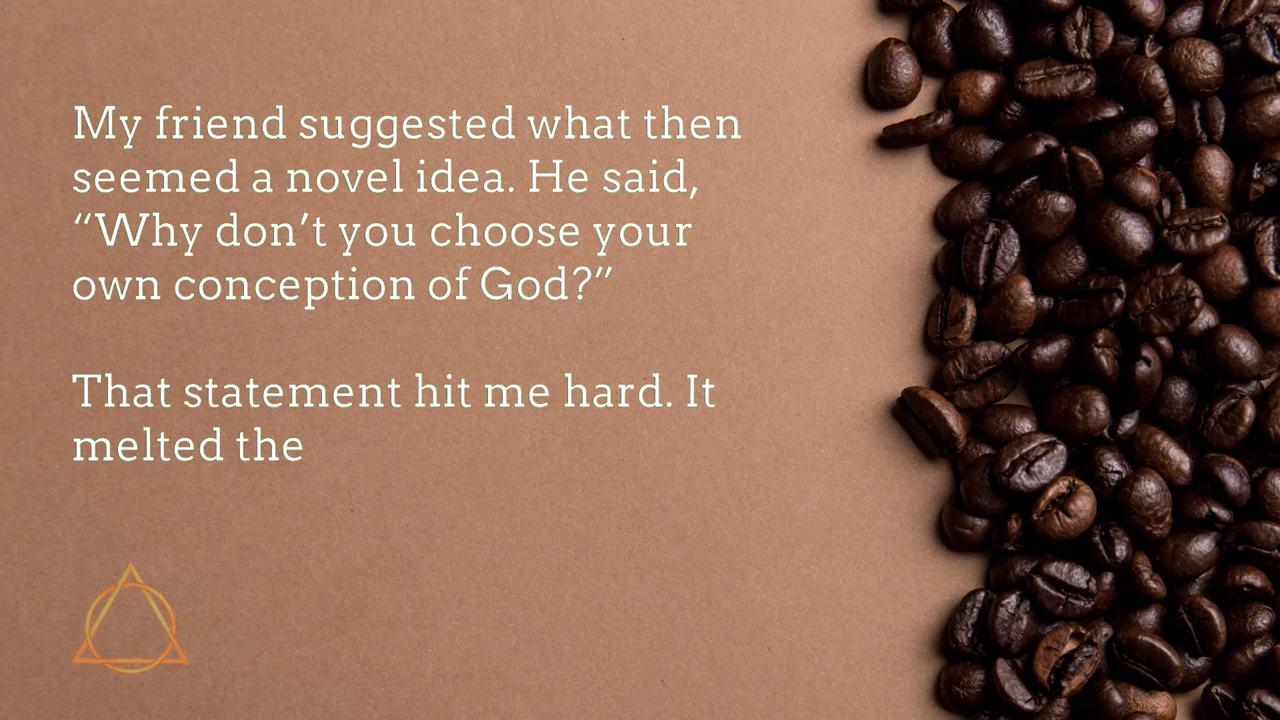 My friend suggested what then
seemed a novel idea. He said,
“Why don’t you choose your
own conception of God?”
That statement hit me hard. It
melted the